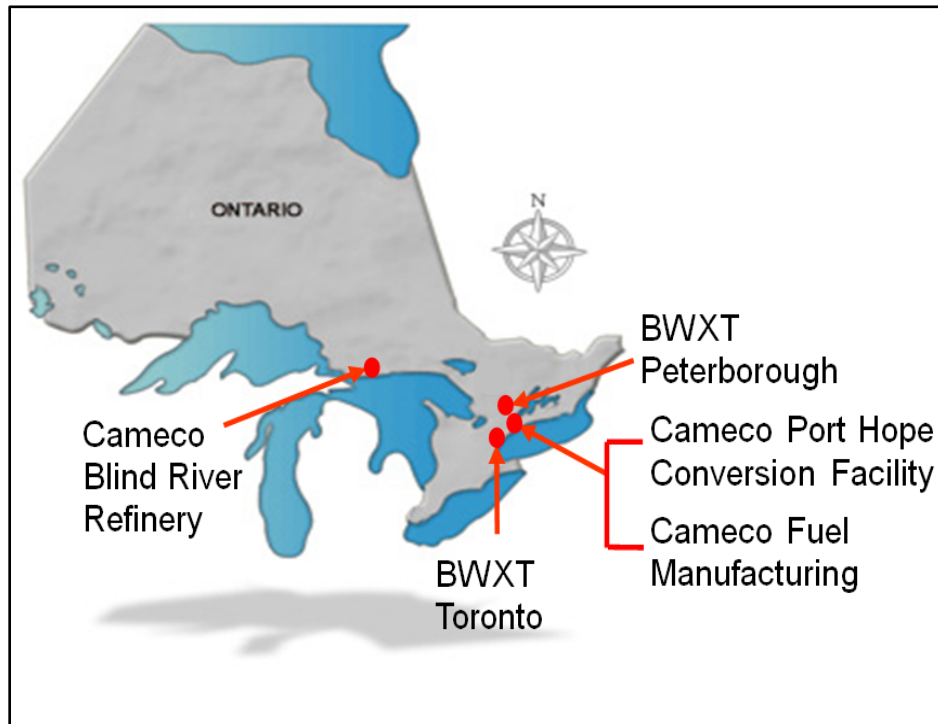 ONTARIO
N
BWXT
Peterborough
Cameco
Blind River
Refinery
Cameco Port Hope
Conversion Facility
BWXT
Toronto
Cameco Fuel
Manufacturing